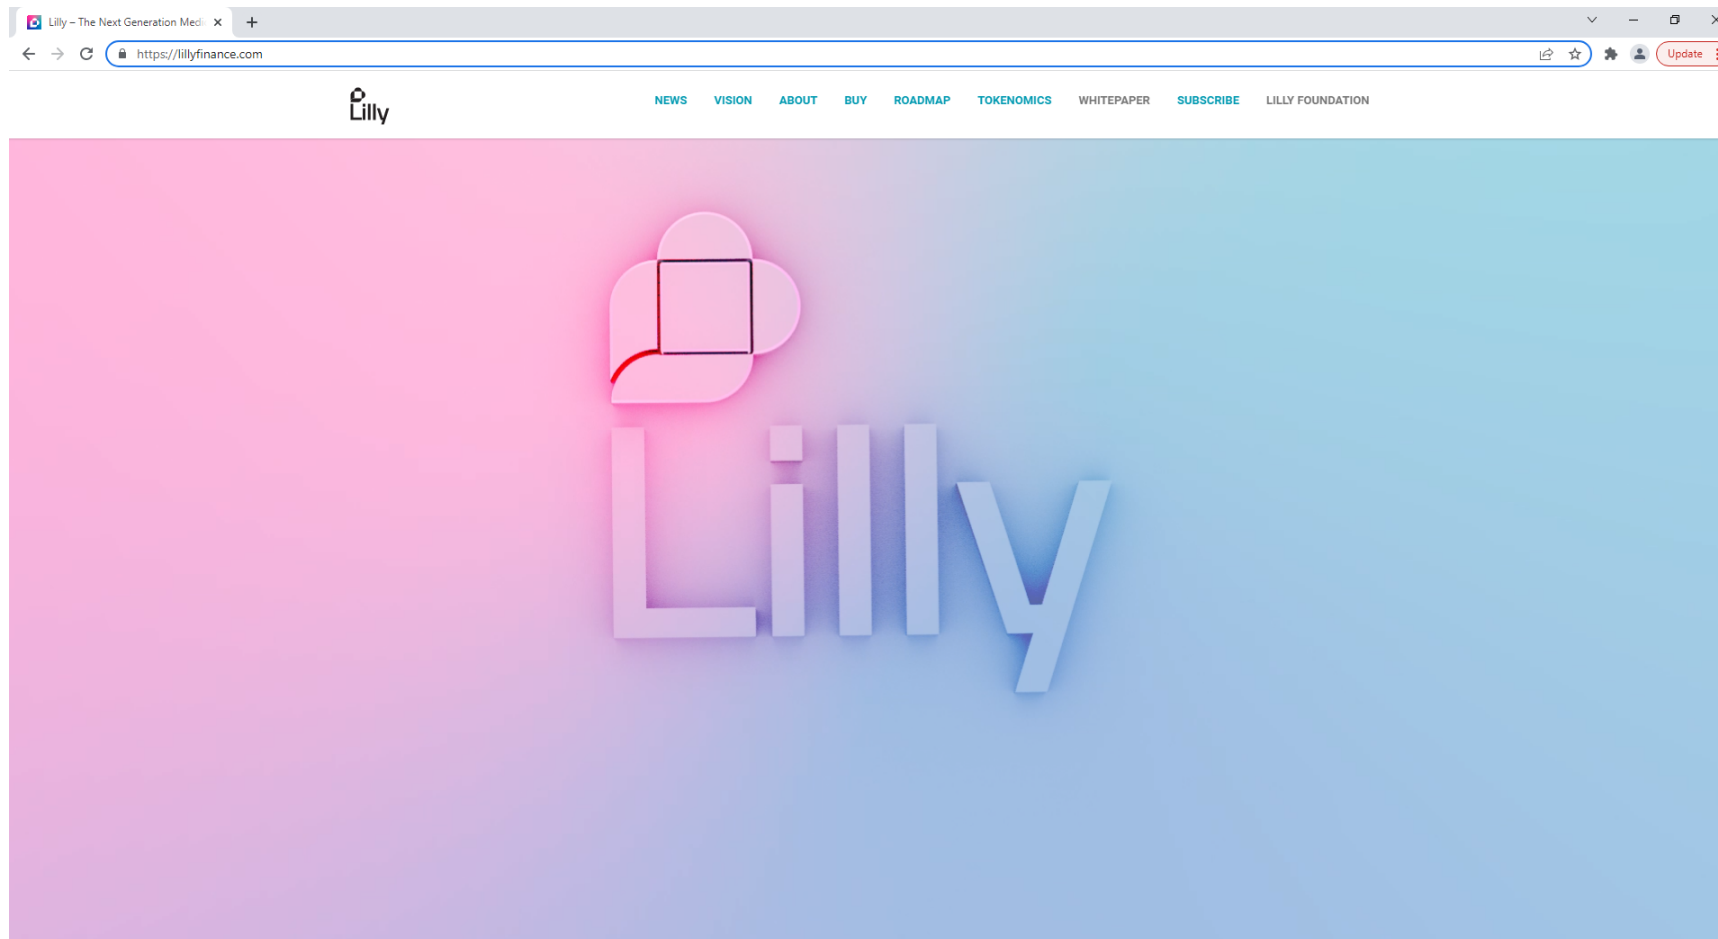 Lilly – The Next Generation Med
https://lillyfinance.com
Update
Lilly
NEWS VISION ABOUT BUY ROADMAP TOKENOMICS WHITEPAPER SUBSCRIBE LILLY FOUNDATION
Lilly